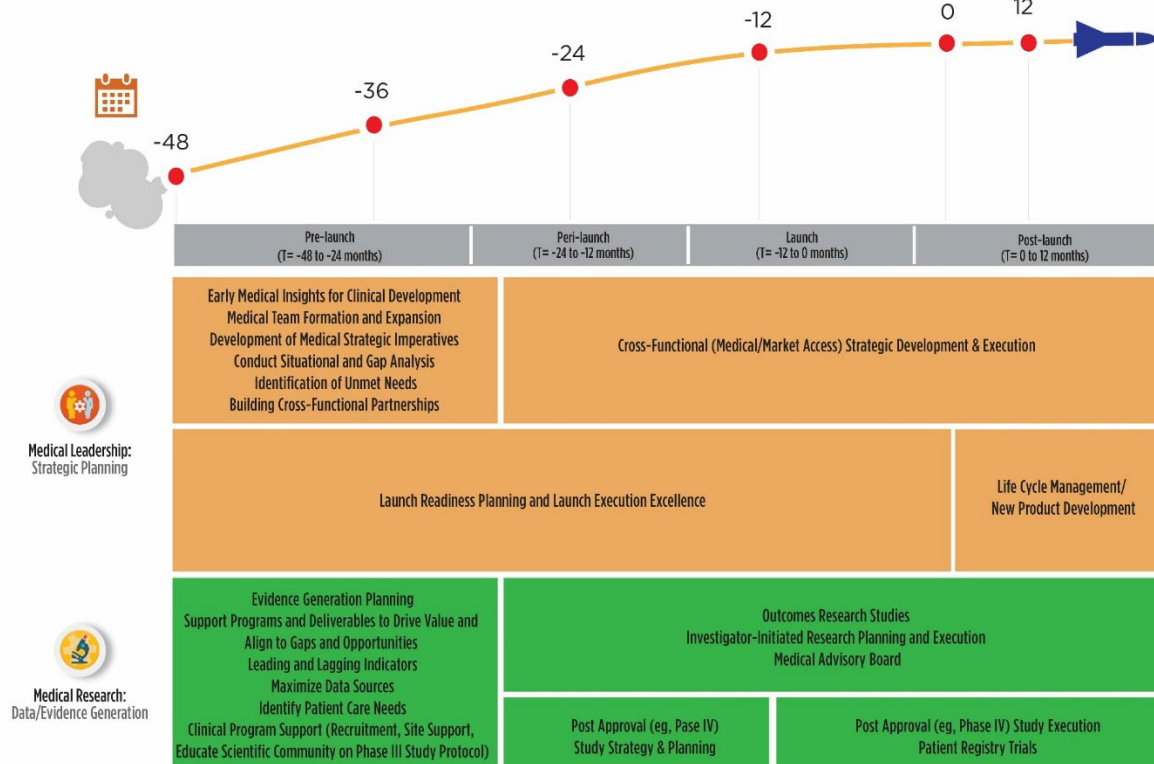 -48
-36
-24
-12
0
12
Pre-launch
(T= -48 to -24 months)
Peri-launch
(T= -24 to -12 months)
Launch
(T= -12 to 0 months)
Post-launch
(T= 0 to 12 months)
Medical Leadership:
Strategic Planning
Early Medical Insights for Clinical Development
Medical Team Formation and Expansion
Development of Medical Strategic Imperatives
Conduct Situational and Gap Analysis
Identification of Unmet Needs
Building Cross-Functional Partnerships
Cross-Functional (Medical/Market Access) Strategic Development & Execution
Launch Readiness Planning and Launch Execution Excellence
Life Cycle Management/
New Product Development
Medical Research:
Data/Evidence Generation
Evidence Generation Planning
Support Programs and Deliverables to Drive Value and
Align to Gaps and Opportunities
Leading and Lagging Indicators
Maximize Data Sources
Identify Patient Care Needs
Clinical Program Support (Recruitment, Site Support,
Educate Scientific Community on Phase III Study Protocol)
Outcomes Research Studies
Investigator-Initiated Research Planning and Execution
Medical Advisory Board
Post Approval (eg, Pase IV)
Study Strategy & Planning
Post Approval (eg, Phase IV) Study Execution
Patient Registry Trials